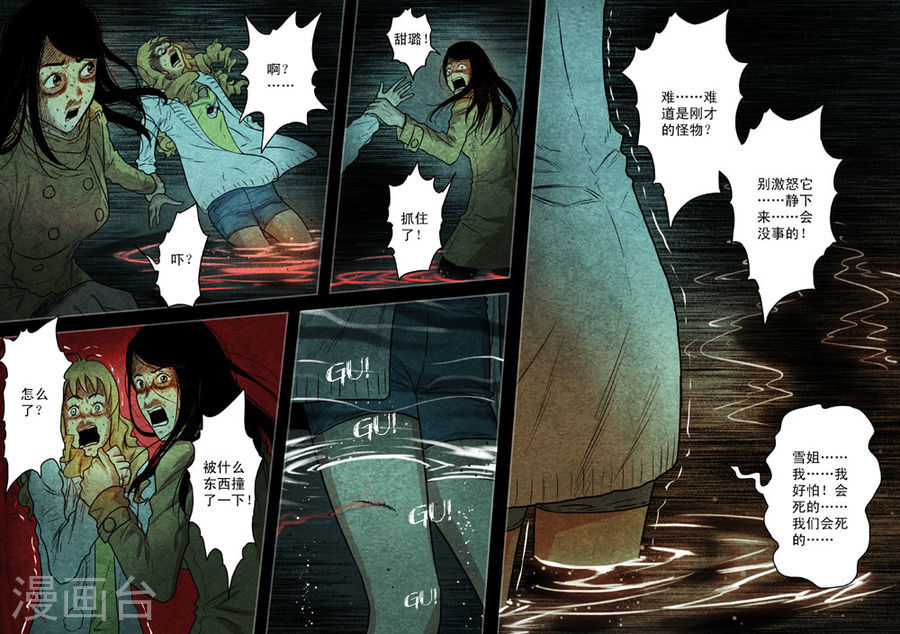 啊？
……
吓？
甜璐！
抓住
了！
怎么
了？
被什么
东西撞
了一下！
GU!
GU!
GU!
GU!
难……难
道是刚才
的怪物？
别激怒它
……静下
来……会
没事的！
雪姐……
我……我
好怕！会
死的……
我们会死
的……
漫画台